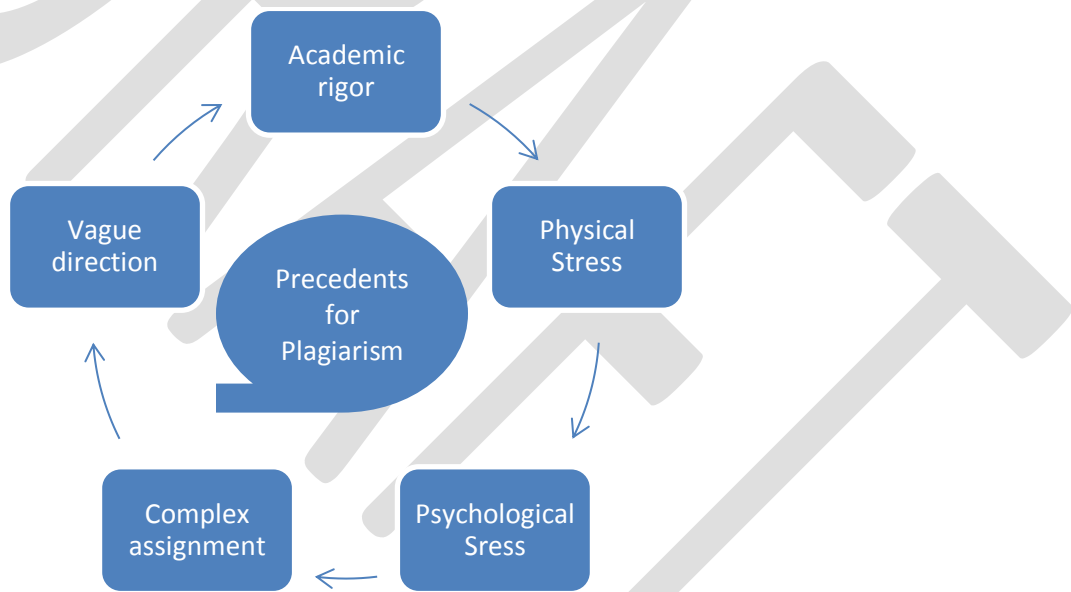 Academic
rigor
Physical
Stress
Psychological
Sress
Complex
assignment
Vague
direction
Precedents
for
Plagiarism